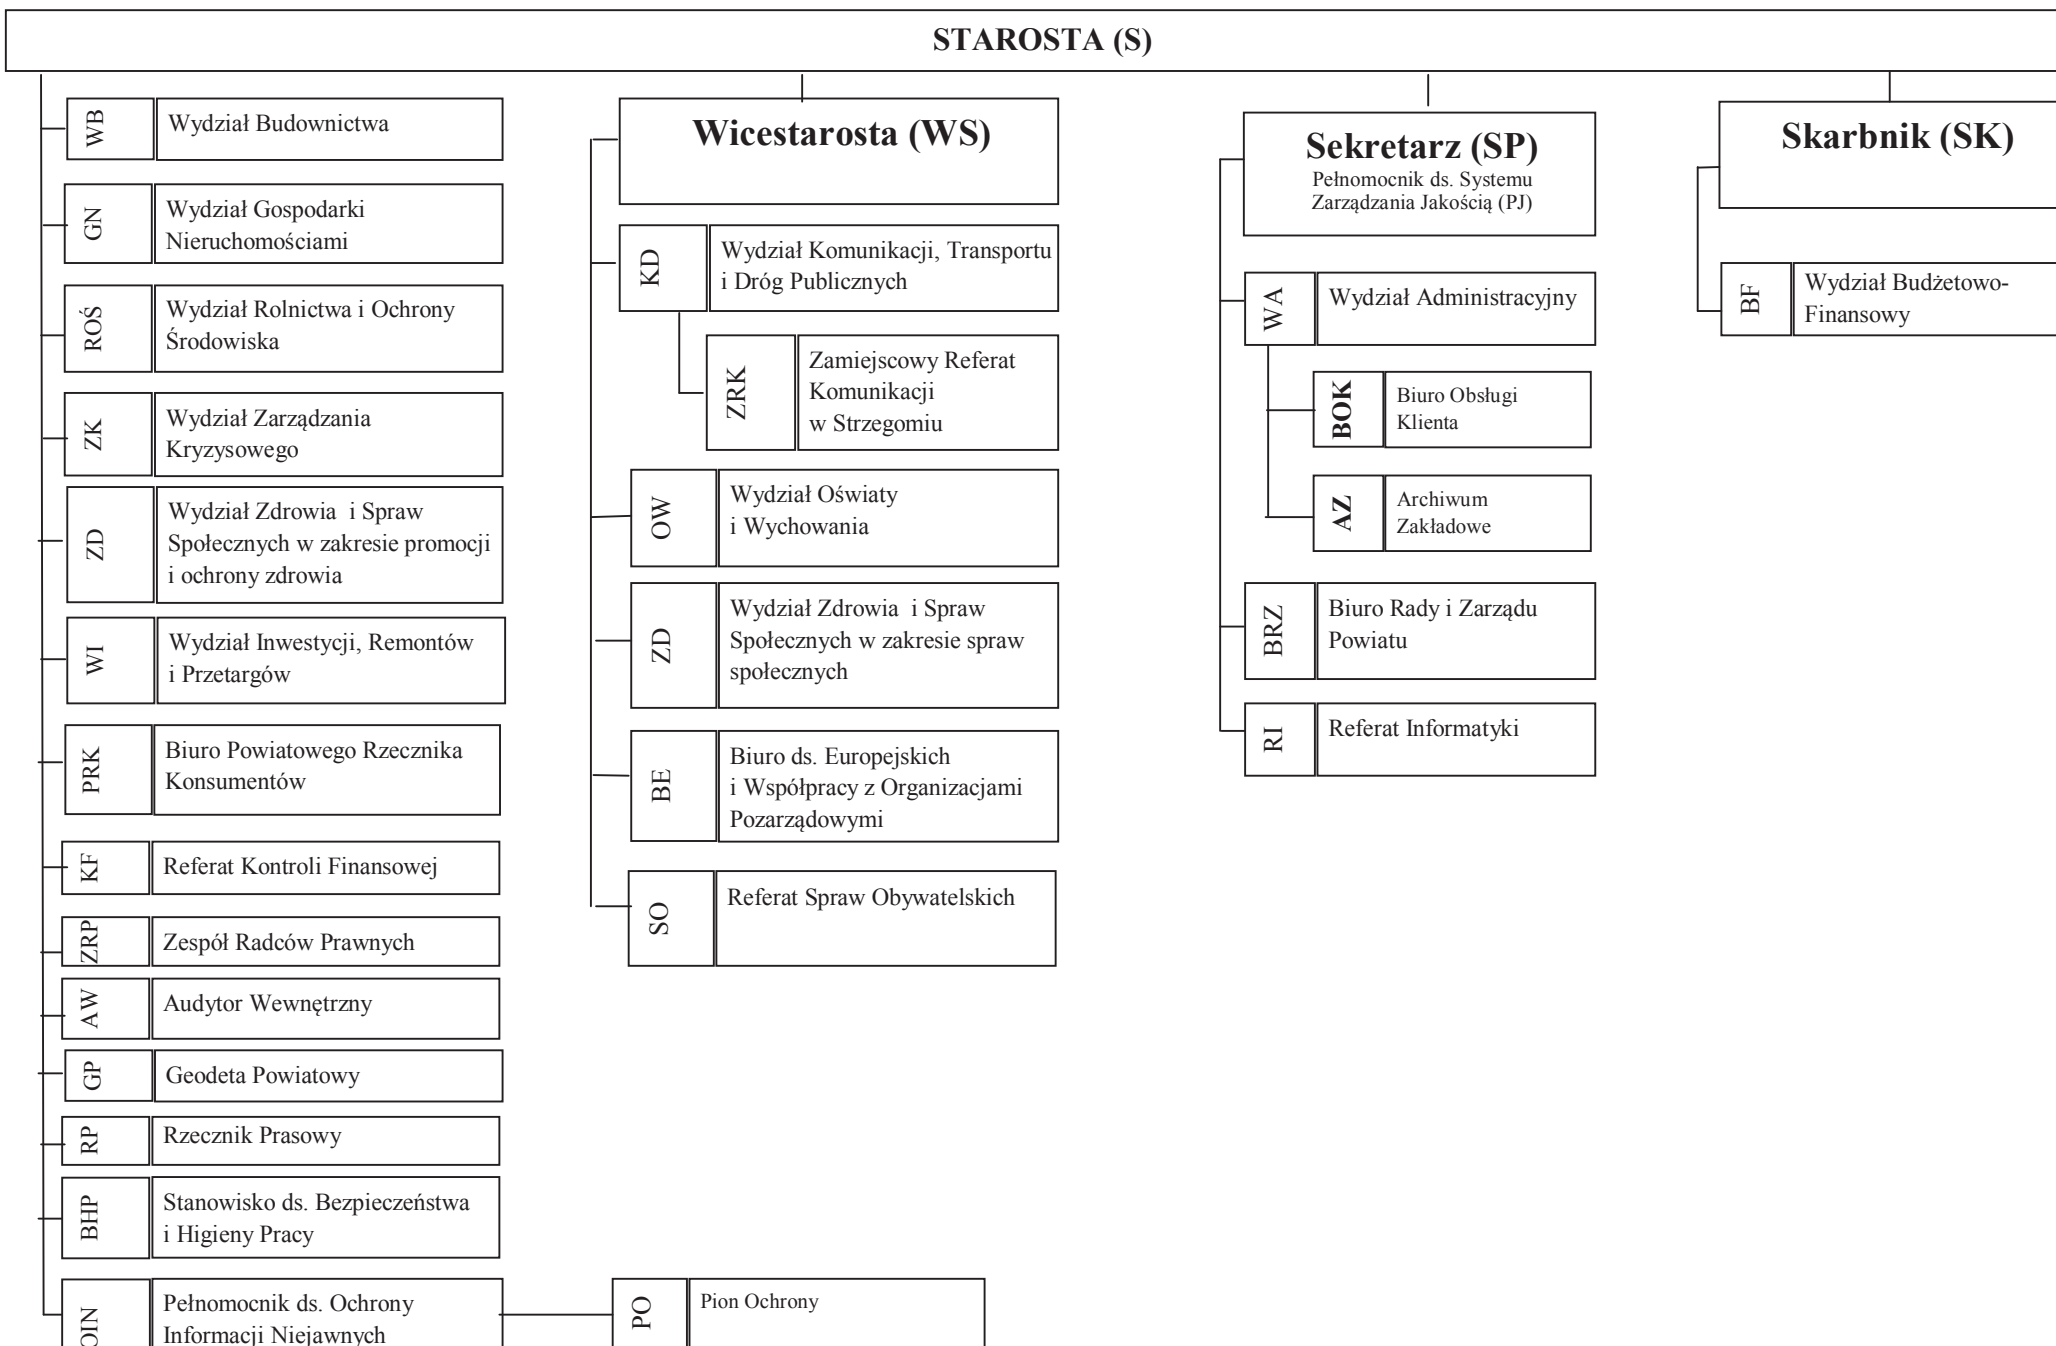 STAROSTA (S)
WB
Wydział Budownictwa
GN
Wydział Gospodarki
Nieruchomościami
ROŚ
Wydział Rolnictwa i Ochrony
Środowiska
ZK
Wydział Zarządzania
Kryzysowego
ZD
Wydział Zdrowia i Spraw
Społecznych w zakresie promocji
i ochrony zdrowia
WI
Wydział Inwestycji, Remontów
i Przetargów
PRK
Biuro Powiatowego Rzecznika
Konsumentów
KF
Referat Kontroli Finansowej
ZRP
Zespół Radców Prawnych
AW
Audytor Wewnętrzny
GP
Geodeta Powiatowy
RP
Rzecznik Prasowy
BHP
Stanowisko ds. Bezpieczeństwa
i Higieny Pracy
OIN
Pełnomocnik ds. Ochrony
Informacji Niejawnych
PO
Pion Ochrony
Wicestarosta (WS)
KD
Wydział Komunikacji, Transportu
i Dróg Publicznych
ZRK
Zamiejscowy Referat
Komunikacji
w Strzegomiu
OW
Wydział Oświaty
i Wychowania
ZD
Wydział Zdrowia i Spraw
Społecznych w zakresie spraw
społecznych
BE
Biuro ds. Europejskich
i Współpracy z Organizacjami
Pozarządowymi
SO
Referat Spraw Obywatelskich
Sekretarz (SP)
Pełnomocnik ds. Systemu
Zarządzania Jakością (PJ)
WA
Wydział Administracyjny
BOK
Biuro Obsługi
Klienta
AZ
Archiwum
Zakładowe
BRZ
Biuro Rady i Zarządu
Powiatu
RI
Referat Informatyki
Skarbnik (SK)
BF
Wydział Budżetowo-
Finansowy